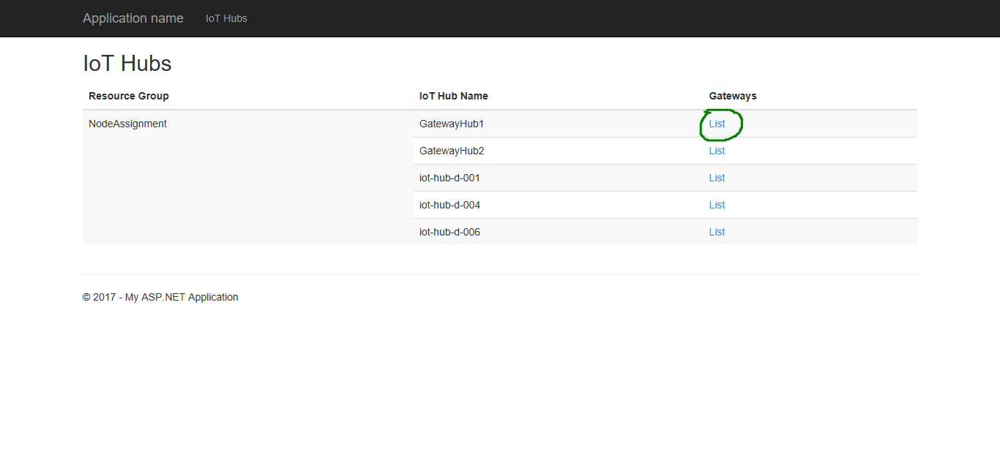 Application name IoT Hubs
IoT Hubs
Resource Group IoT Hub Name Gateways
NodeAssignment GatewayHub1 List
GatewayHub2 List
iot-hub-d-001 List
iot-hub-d-004 List
iot-hub-d-006 List
© 2017 - My ASP.NET Application